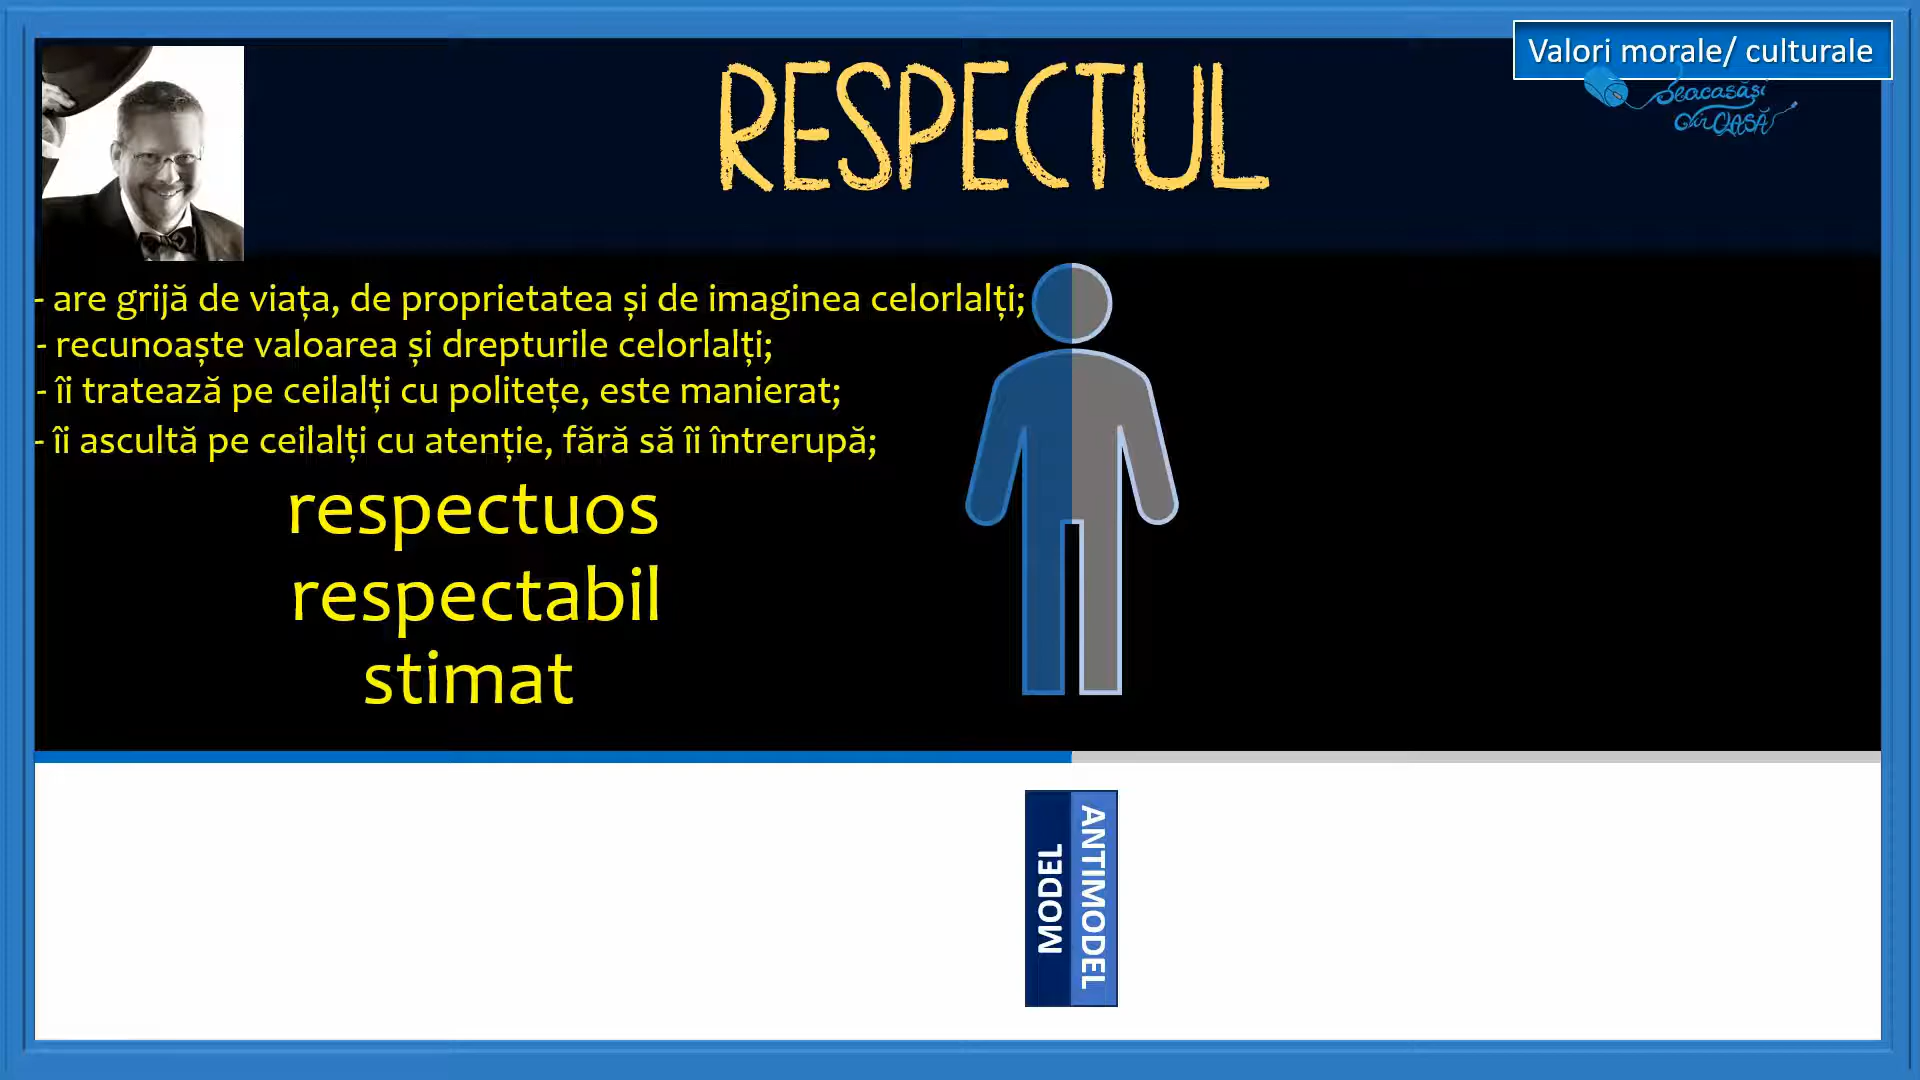 Valori morale/ culturale
RESPECTUL
- are grijă de viața, de proprietatea și de imaginea celorlalți;
- recunoaște valoarea și drepturile celorlalți;
- îi tratează pe ceilalți cu politețe, este manierat;
- îi ascultă pe ceilalți cu atenție, fără să îi întrerupă;
respectuos
respectabil
stimat
MODEL
ANTIMODEL